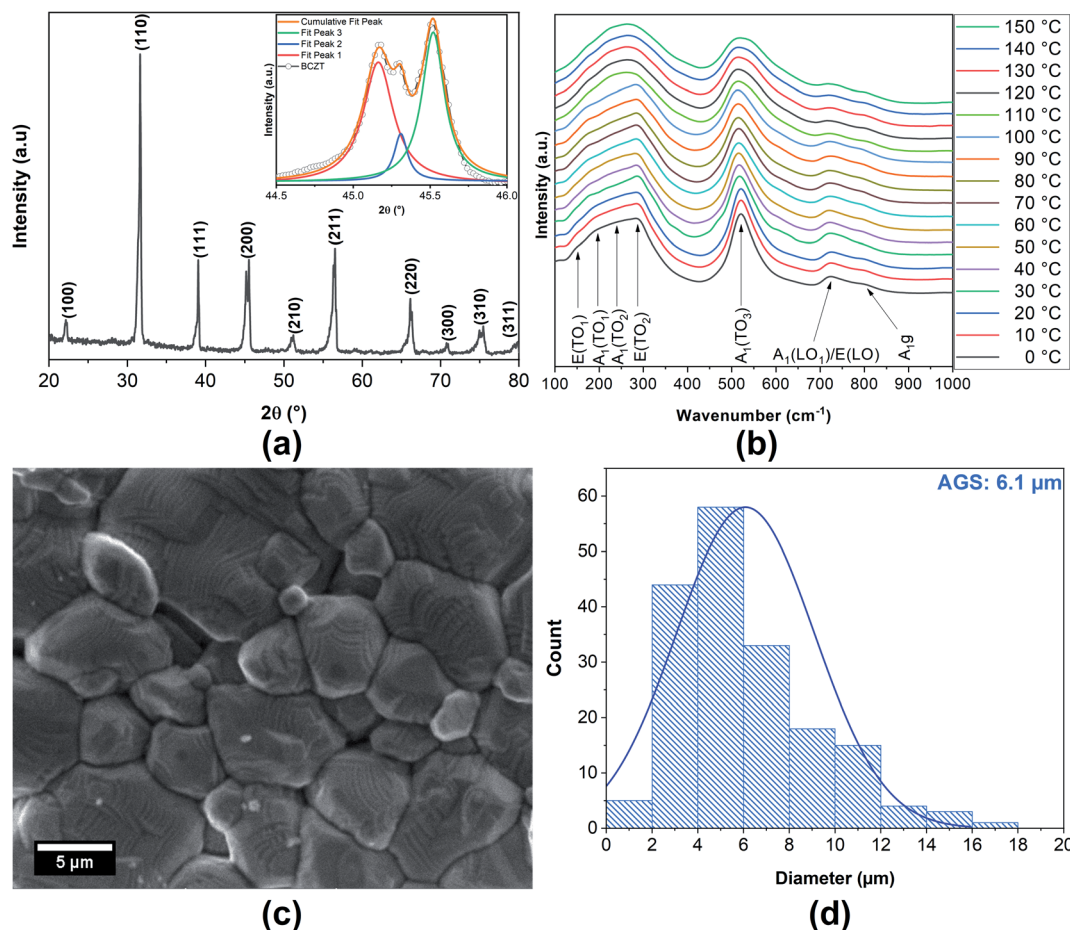 Intensity (a.u)
(100)
(110)
(111)
(200)
(210)
(211)
(220)
(300)
(310)
(311)
20 30 40 50 60 70 80
2θ (°)
Cumulative Fit Peak
Fit Peak 3
Fit Peak 2
Fit Peak 1
BCZT
Intensity (a.u.)
44.5 45.0 45.5 46.0
2θ (°)
(a)
Intensity (a.u.)
E(TO₁)
A₁(TO₁)
A₁(TO₂)
E(TO₂)
A₁(TO₃)
A₁(LO₁)/E(LO)
A₁g
100 200 300 400 500 600 700 800 900 1000
Wavenumber (cm⁻¹)
150 °C
140 °C
130 °C
120 °C
110 °C
100 °C
90 °C
80 °C
70 °C
60 °C
50 °C
40 °C
30 °C
20 °C
10 °C
0 °C
(b)
5 µm
(c)
AGS: 6.1 µm
Count
60
50
40
30
20
10
0
0 2 4 6 8 10 12 14 16 18 20
Diameter (µm)
(d)